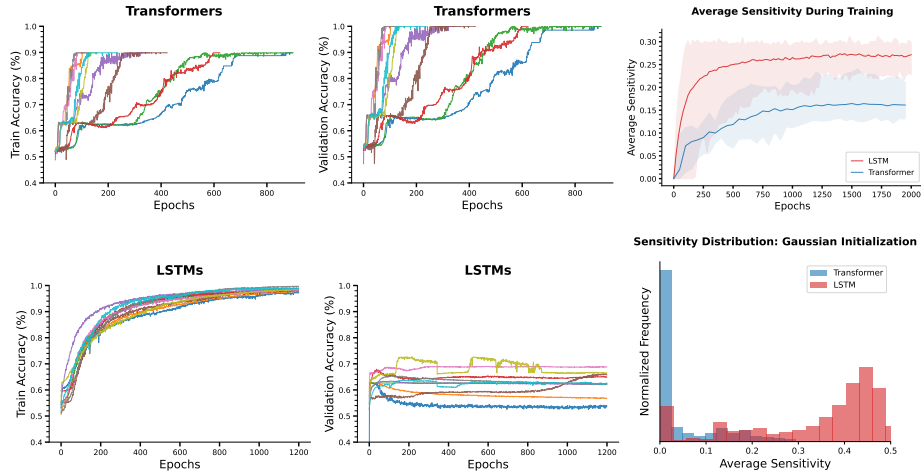 Transformers
Train Accuracy (%)
1.0
0.9
0.8
0.7
0.6
0.5
0.4
0 200 400 600 800
Epochs
Transformers
Validation Accuracy (%)
1.0
0.9
0.8
0.7
0.6
0.5
0.4
0 200 400 600 800
Epochs
Average Sensitivity During Training
Average Sensitivity
0.30
0.25
0.20
0.15
0.10
0.05
0.00
LSTM
Transformer
0 250 500 750 1000 1250 1500 1750 2000
Epochs
LSTMs
Train Accuracy (%)
1.0
0.9
0.8
0.7
0.6
0.5
0.4
0 200 400 600 800 1000 1200
Epochs
LSTMs
Validation Accuracy (%)
1.0
0.9
0.8
0.7
0.6
0.5
0.4
0 200 400 600 800 1000 1200
Epochs
Sensitivity Distribution: Gaussian Initialization
Normalized Frequency
Transformer
LSTM
0.0 0.1 0.2 0.3 0.4 0.5
Average Sensitivity